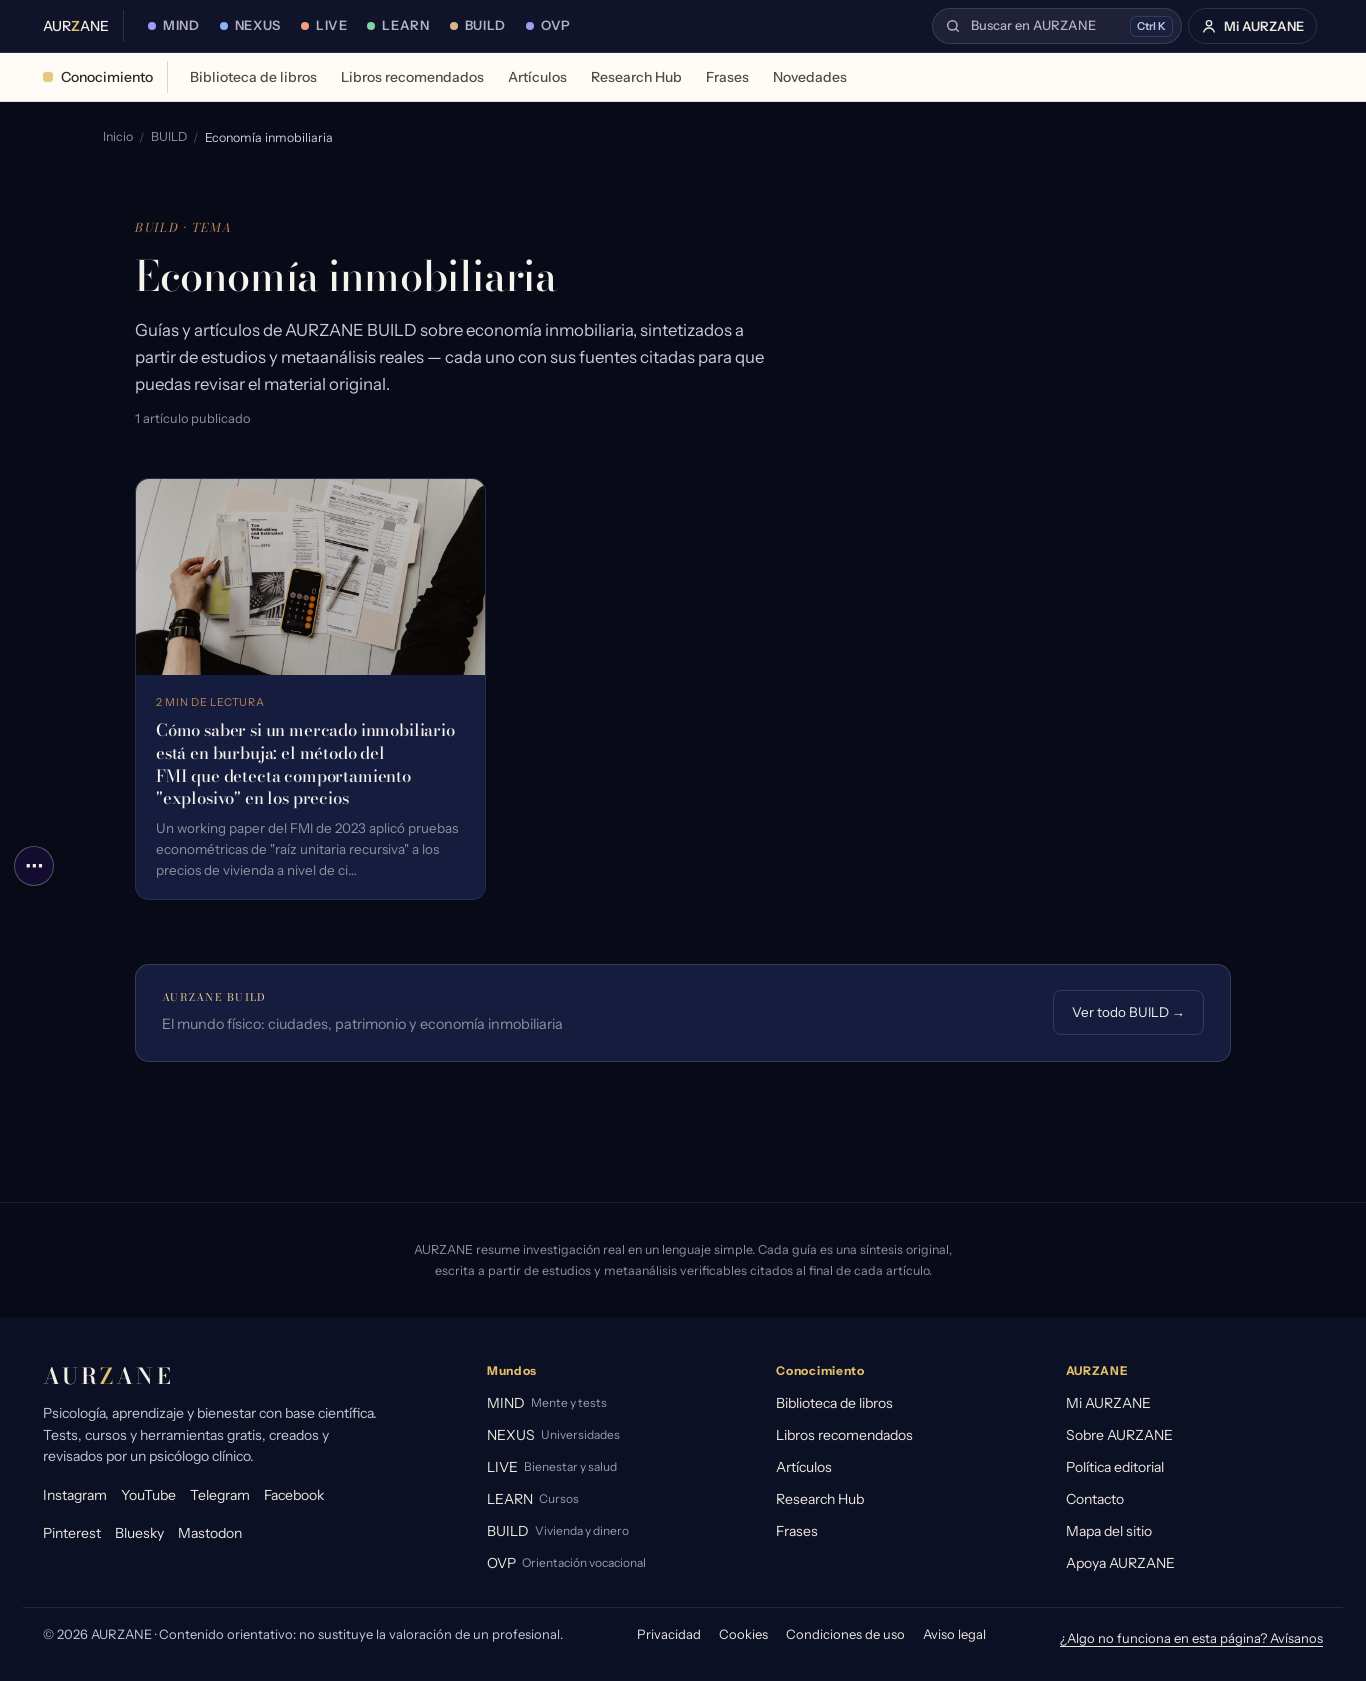 AURZANE
MIND
NEXUS
LIVE
LEARN
BUILD
OVP
Buscar en AURZANE
Ctrl K
Mi AURZANE
Conocimiento
Biblioteca de libros
Libros recomendados
Artículos
Research Hub
Frases
Novedades
Inicio / BUILD / Economía inmobiliaria
BUILD · TEMA
Economía inmobiliaria
Guías y artículos de AURZANE BUILD sobre economía inmobiliaria, sintetizados a
partir de estudios y metaanálisis reales — cada uno con sus fuentes citadas para que
puedas revisar el material original.
1 artículo publicado
Tax
Withholding
and Estimated
Tax
2 MIN DE LECTURA
Cómo saber si un mercado inmobiliario
está en burbuja: el método del
FMI que detecta comportamiento
"explosivo" en los precios
Un working paper del FMI de 2023 aplicó pruebas
econométricas de "raíz unitaria recursiva" a los
precios de vivienda a nivel de ci...
AURZANE BUILD
El mundo físico: ciudades, patrimonio y economía inmobiliaria
Ver todo BUILD →
AURZANE resume investigación real en un lenguaje simple. Cada guía es una síntesis original,
escrita a partir de estudios y metaanálisis verificables citados al final de cada artículo.
AURZANE
Psicología, aprendizaje y bienestar con base científica.
Tests, cursos y herramientas gratis, creados y
revisados por un psicólogo clínico.
Instagram YouTube Telegram Facebook
Pinterest Bluesky Mastodon
Mundos
MIND Mente y tests
NEXUS Universidades
LIVE Bienestar y salud
LEARN Cursos
BUILD Vivienda y dinero
OVP Orientación vocacional
Conocimiento
Biblioteca de libros
Libros recomendados
Artículos
Research Hub
Frases
AURZANE
Mi AURZANE
Sobre AURZANE
Política editorial
Contacto
Mapa del sitio
Apoya AURZANE
© 2026 AURZANE · Contenido orientativo: no sustituye la valoración de un profesional.
Privacidad Cookies Condiciones de uso Aviso legal
¿Algo no funciona en esta página? Avísanos